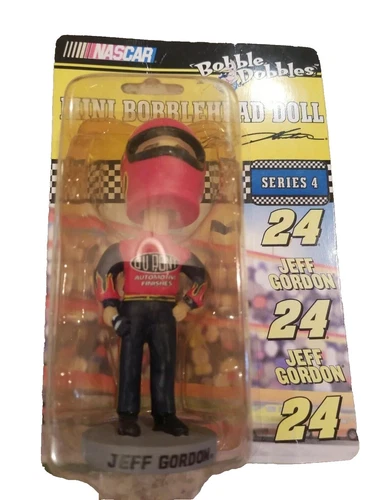 NASCAR
Bobble Dobbles
MINI BOBBLEHEAD DOLL
SERIES 4
24
JEFF
GORDON
24
JEFF
GORDON
24
DUPONT
AUTOMOTIVE
FINISHES
JEFF GORDON